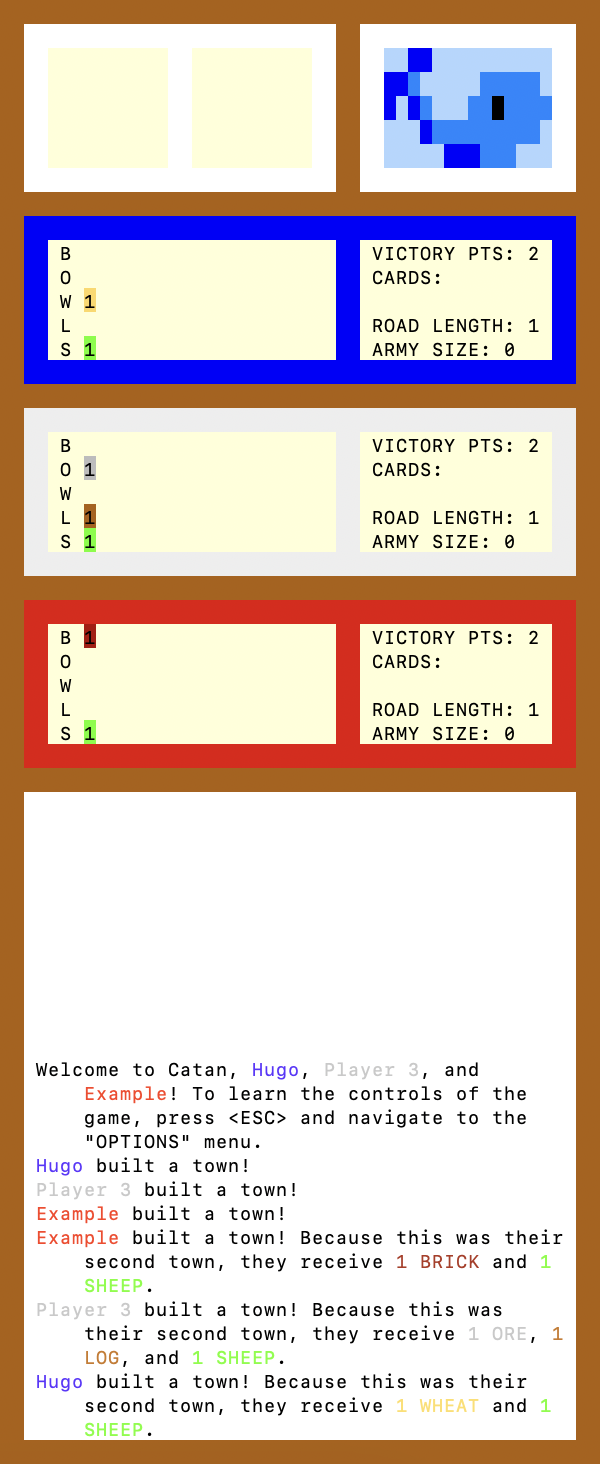 B
O
W 1
L
S 1
VICTORY PTS: 2
CARDS:
ROAD LENGTH: 1
ARMY SIZE: 0
B
O 1
W
L 1
S 1
VICTORY PTS: 2
CARDS:
ROAD LENGTH: 1
ARMY SIZE: 0
B 1
O
W
L
S 1
VICTORY PTS: 2
CARDS:
ROAD LENGTH: 1
ARMY SIZE: 0
Welcome to Catan, Hugo, Player 3, and
Example! To learn the controls of the
game, press <ESC> and navigate to the
"OPTIONS" menu.
Hugo built a town!
Player 3 built a town!
Example built a town!
Example built a town! Because this was their
second town, they receive 1 BRICK and 1
SHEEP.
Player 3 built a town! Because this was
their second town, they receive 1 ORE, 1
LOG, and 1 SHEEP.
Hugo built a town! Because this was their
second town, they receive 1 WHEAT and 1
SHEEP.